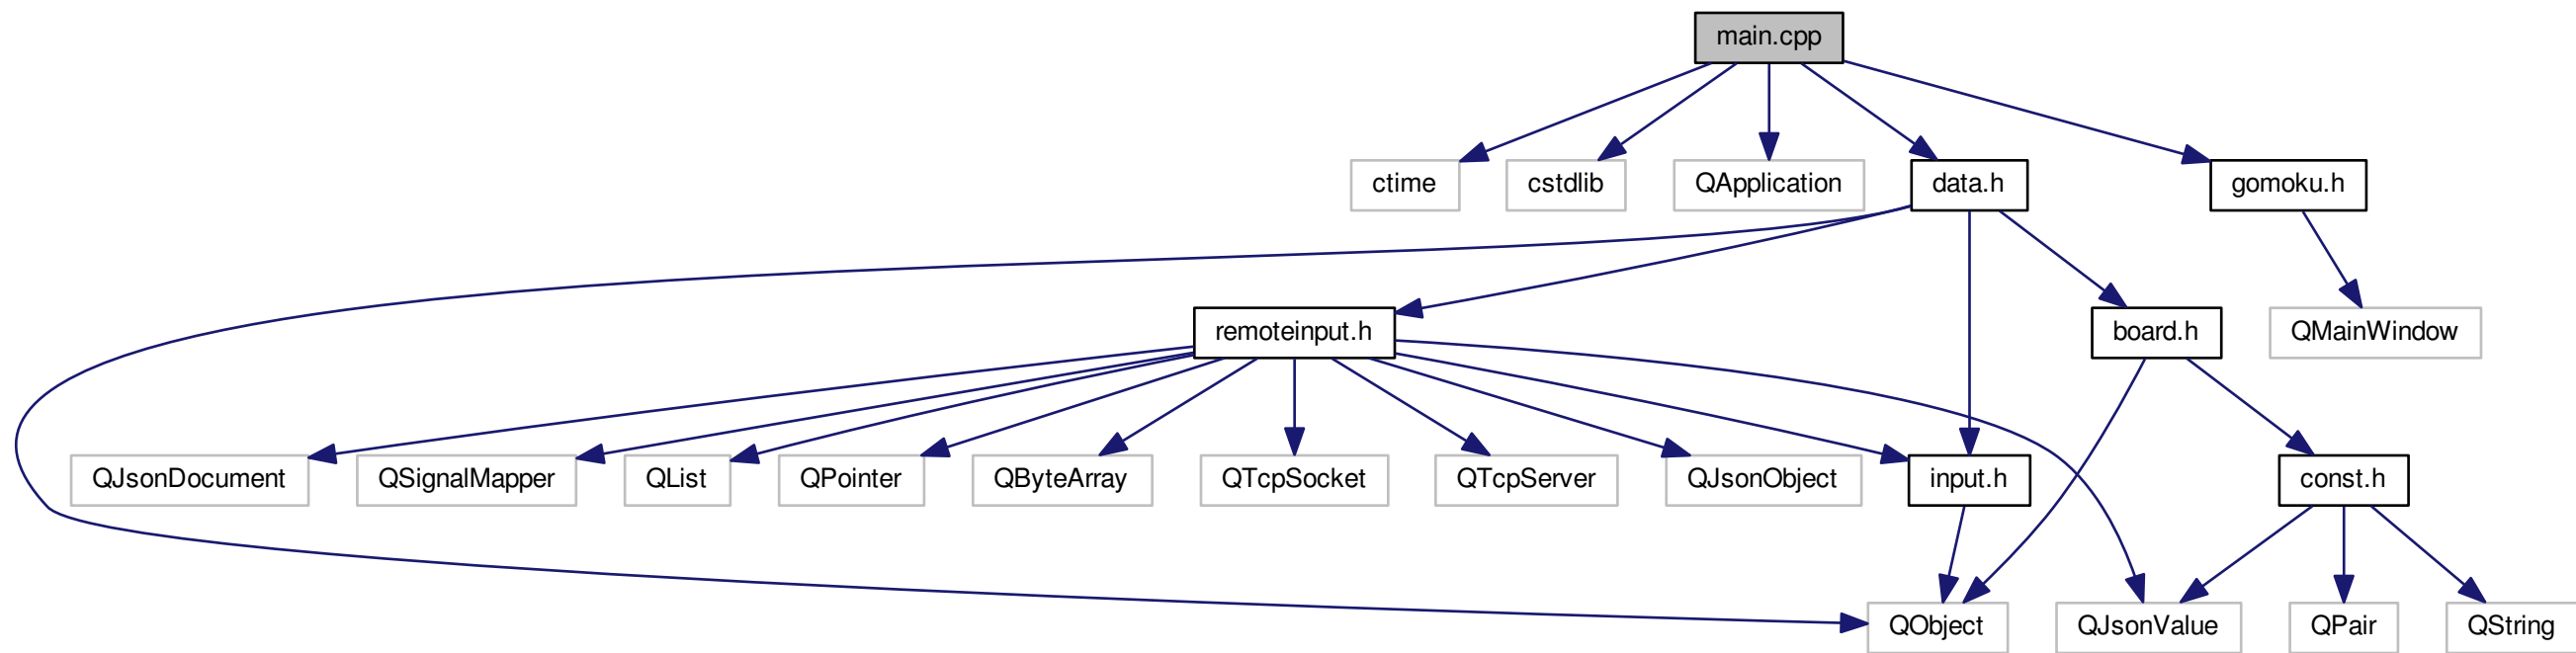 main.cpp
ctime
cstdlib
QApplication
data.h
gomoku.h
remoteinput.h
board.h
QMainWindow
QJsonDocument
QSignalMapper
QList
QPointer
QByteArray
QTcpSocket
QTcpServer
QJsonObject
input.h
const.h
QObject
QJsonValue
QPair
QString